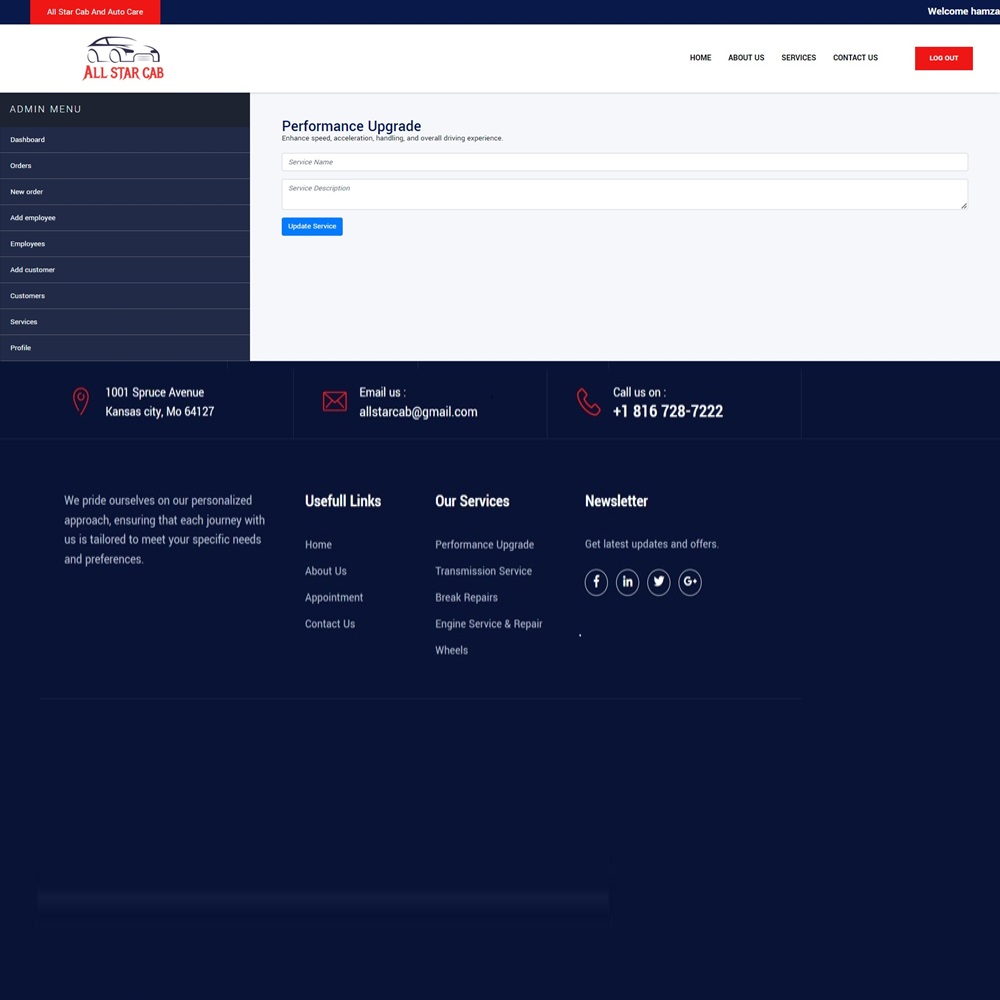 All Star Cab And Auto Care
Welcome hamza
ALL STAR CAB
HOME
ABOUT US
SERVICES
CONTACT US
LOG OUT
ADMIN MENU
Dashboard
Orders
New order
Add employee
Employees
Add customer
Customers
Services
Profile
Performance Upgrade
Enhance speed, acceleration, handling, and overall driving experience.
Service Name
Service Description
Update Service
1001 Spruce Avenue
Kansas city, Mo 64127
Email us :
allstarcab@gmail.com
Call us on :
+1 816 728-7222
We pride ourselves on our personalized
approach, ensuring that each journey with
us is tailored to meet your specific needs
and preferences.
Usefull Links
Home
About Us
Appointment
Contact Us
Our Services
Performance Upgrade
Transmission Service
Break Repairs
Engine Service & Repair
Wheels
Newsletter
Get latest updates and offers.